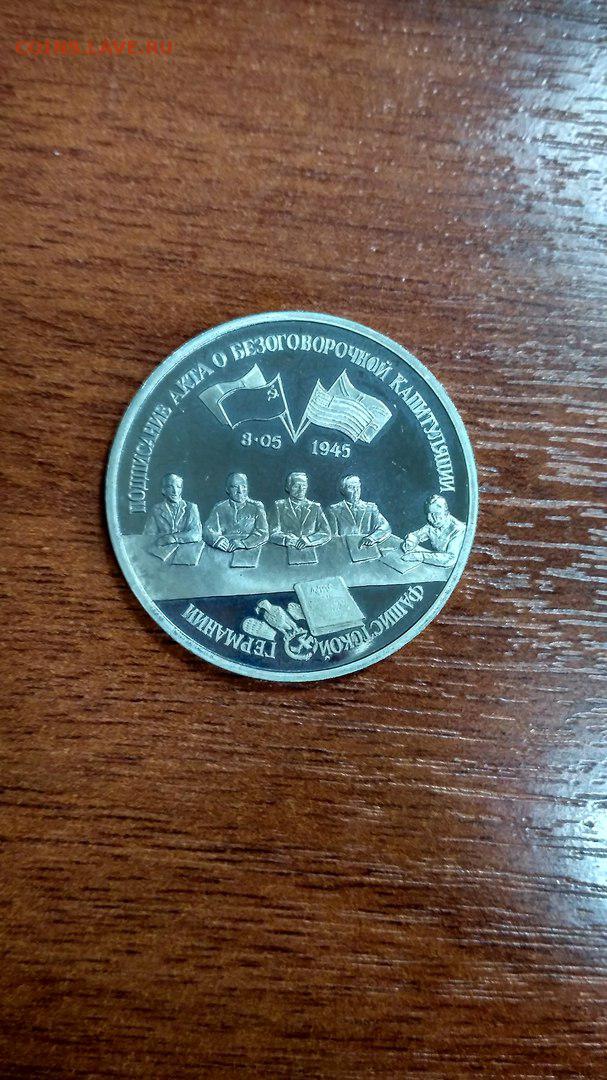 COINS.LAVE.RU
ПОДПИСАНИЕ АКТА О БЕЗОГОВОРОЧНОЙ КАПИТУЛЯЦИИ
ФАШИСТСКОЙ ГЕРМАНИИ
8·05 1945